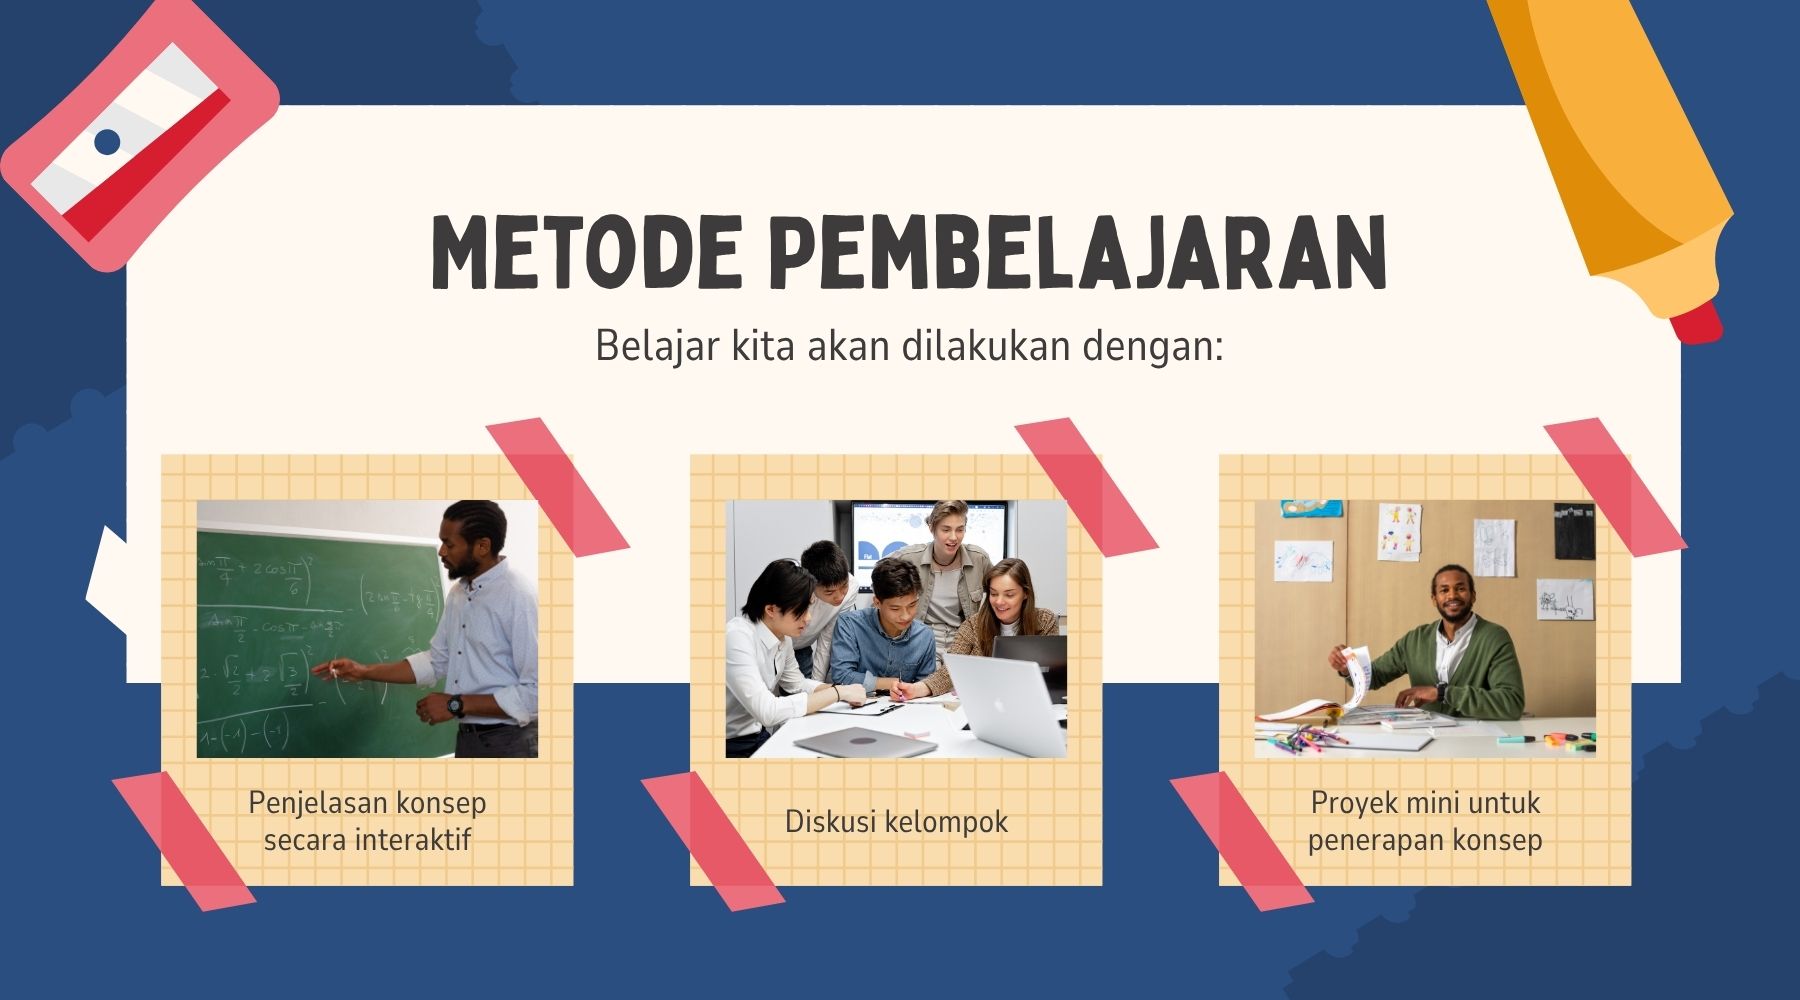 METODE PEMBELAJARAN
Belajar kita akan dilakukan dengan:
Penjelasan konsep
secara interaktif
Diskusi kelompok
Proyek mini untuk
penerapan konsep